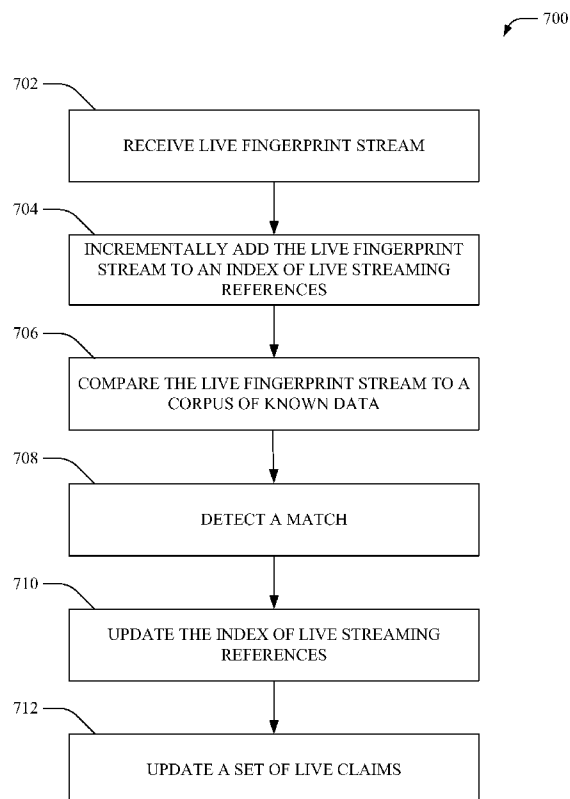 700
702
RECEIVE LIVE FINGERPRINT STREAM
704
INCREMENTALLY ADD THE LIVE FINGERPRINT
STREAM TO AN INDEX OF LIVE STREAMING
REFERENCES
706
COMPARE THE LIVE FINGERPRINT STREAM TO A
CORPUS OF KNOWN DATA
708
DETECT A MATCH
710
UPDATE THE INDEX OF LIVE STREAMING
REFERENCES
712
UPDATE A SET OF LIVE CLAIMS